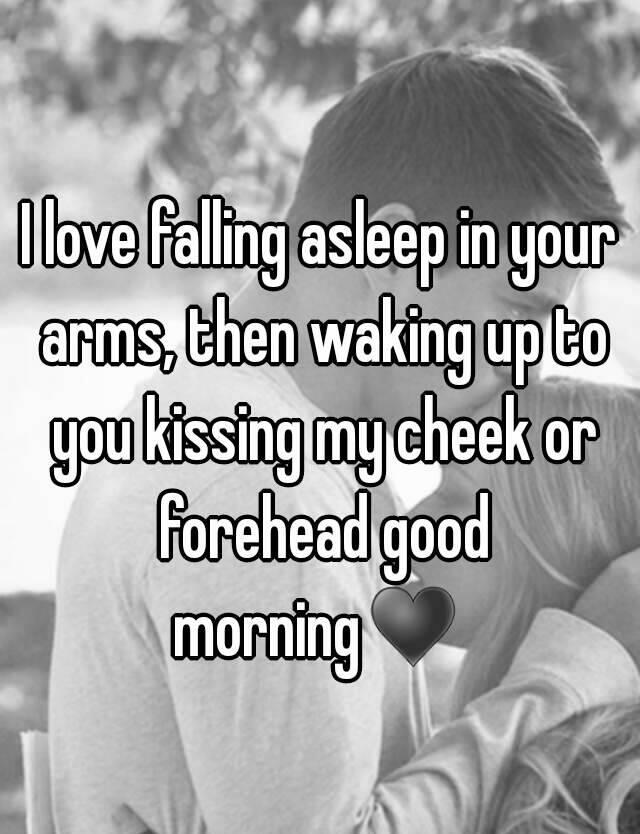 I love falling asleep in your
arms, then waking up to
you kissing my cheek or
forehead good
morning 🖤